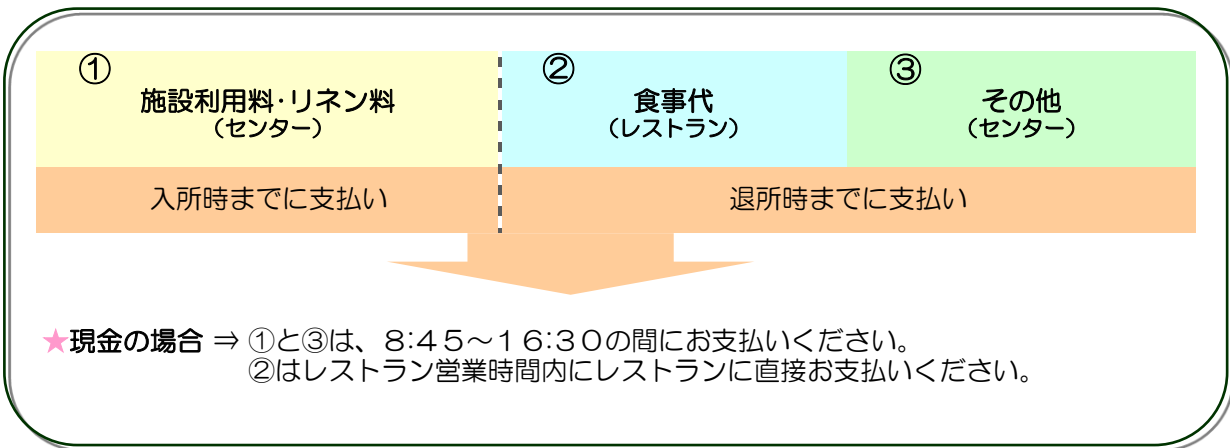 ①
施設利用料・リネン料
（センター）
②
食事代
（レストラン）
③
その他
（センター）
入所時までに支払い
退所時までに支払い
★現金の場合 ⇒ ①と③は、８:４５～１６:３０の間にお支払いください。
②はレストラン営業時間内にレストランに直接お支払いください。